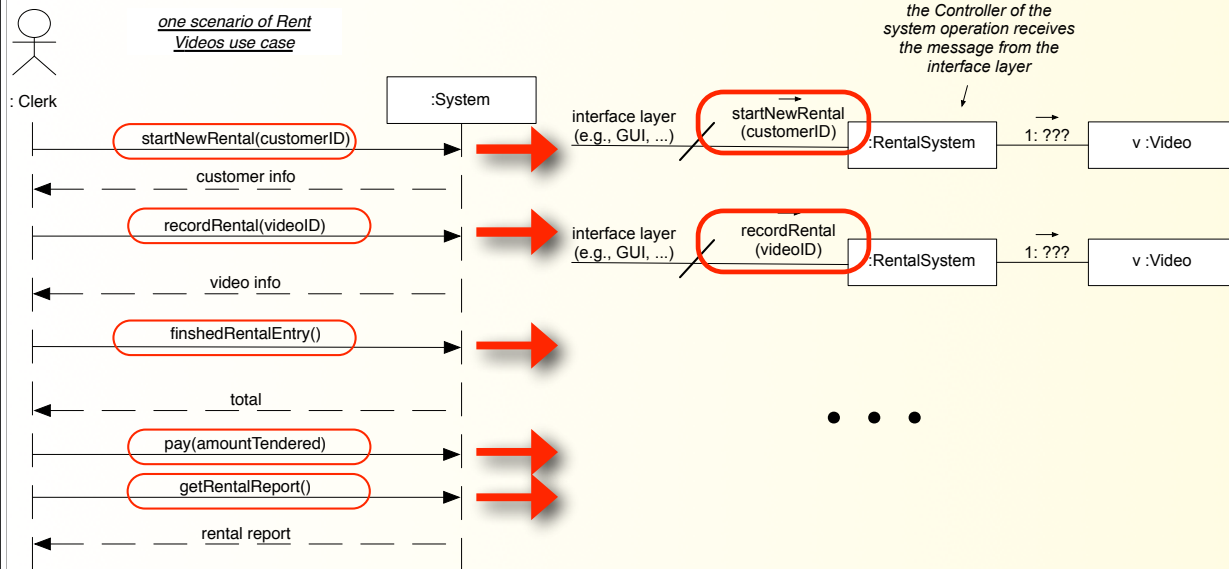 one scenario of Rent
Videos use case
: Clerk
:System
startNewRental(customerID)
customer info
recordRental(videoID)
video info
finshedRentalEntry()
total
pay(amountTendered)
getRentalReport()
rental report
the Controller of the
system operation receives
the message from the
interface layer
interface layer
(e.g., GUI, ...)
startNewRental
(customerID)
:RentalSystem
1: ???
v :Video
interface layer
(e.g., GUI, ...)
recordRental
(videoID)
:RentalSystem
1: ???
v :Video